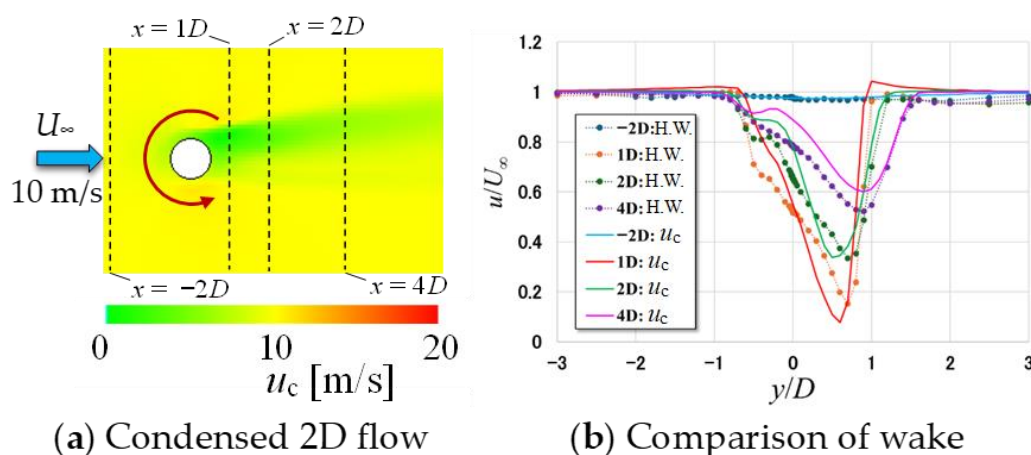 x = 1D
x = 2D
U∞
10 m/s
x = −2D
x = 4D
0
10
20
uc [m/s]
(a) Condensed 2D flow
1.2
1
0.8
0.6
0.4
0.2
0
u/U∞
−2D:H.W.
1D: H.W.
2D: H.W.
4D: H.W.
−2D: uc
1D: uc
2D: uc
4D: uc
−3
−2
−1
0
1
2
3
y/D
(b) Comparison of wake